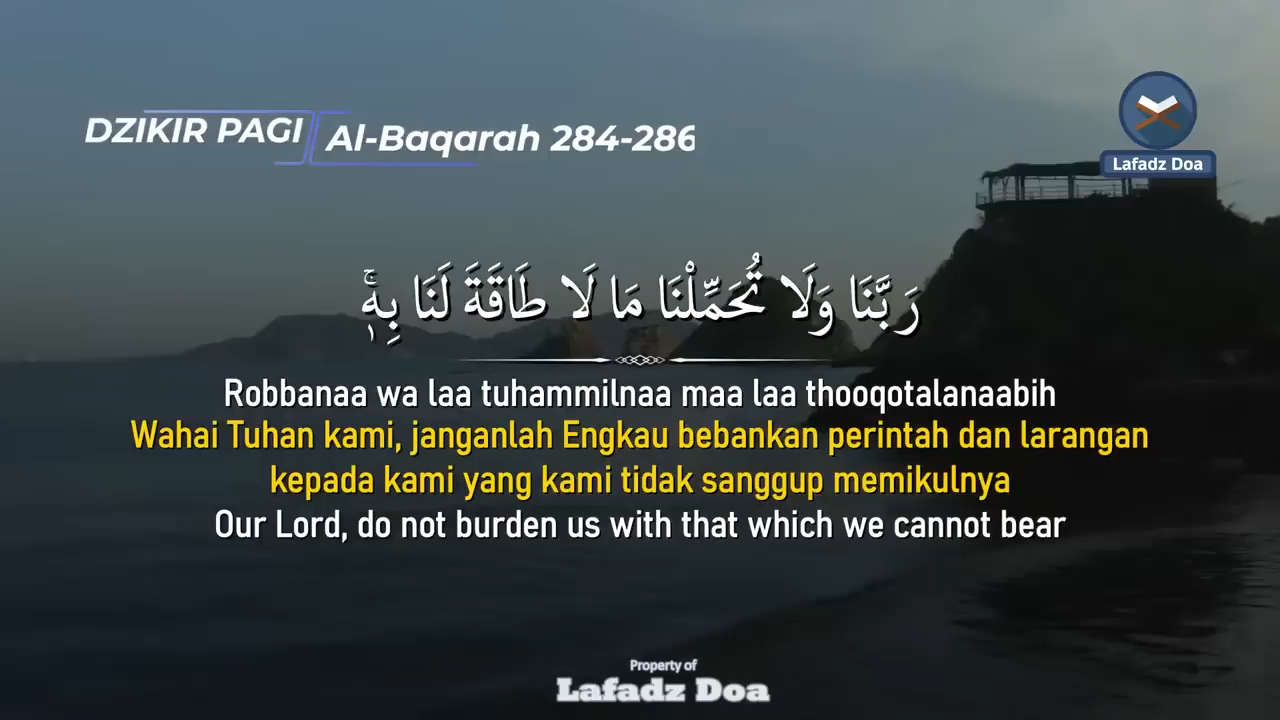 DZIKIR PAGI
Al-Baqarah 284-286
Lafadz Doa
رَبَّنَا وَلَا تُحَمِّلْنَا مَا لَا طَاقَةَ لَنَا بِهٖۚ
Robbanaa wa laa tuhammilnaa maa laa thooqotalanaabih
Wahai Tuhan kami, janganlah Engkau bebankan perintah dan larangan
kepada kami yang kami tidak sanggup memikulnya
Our Lord, do not burden us with that which we cannot bear
Property of
Lafadz Doa